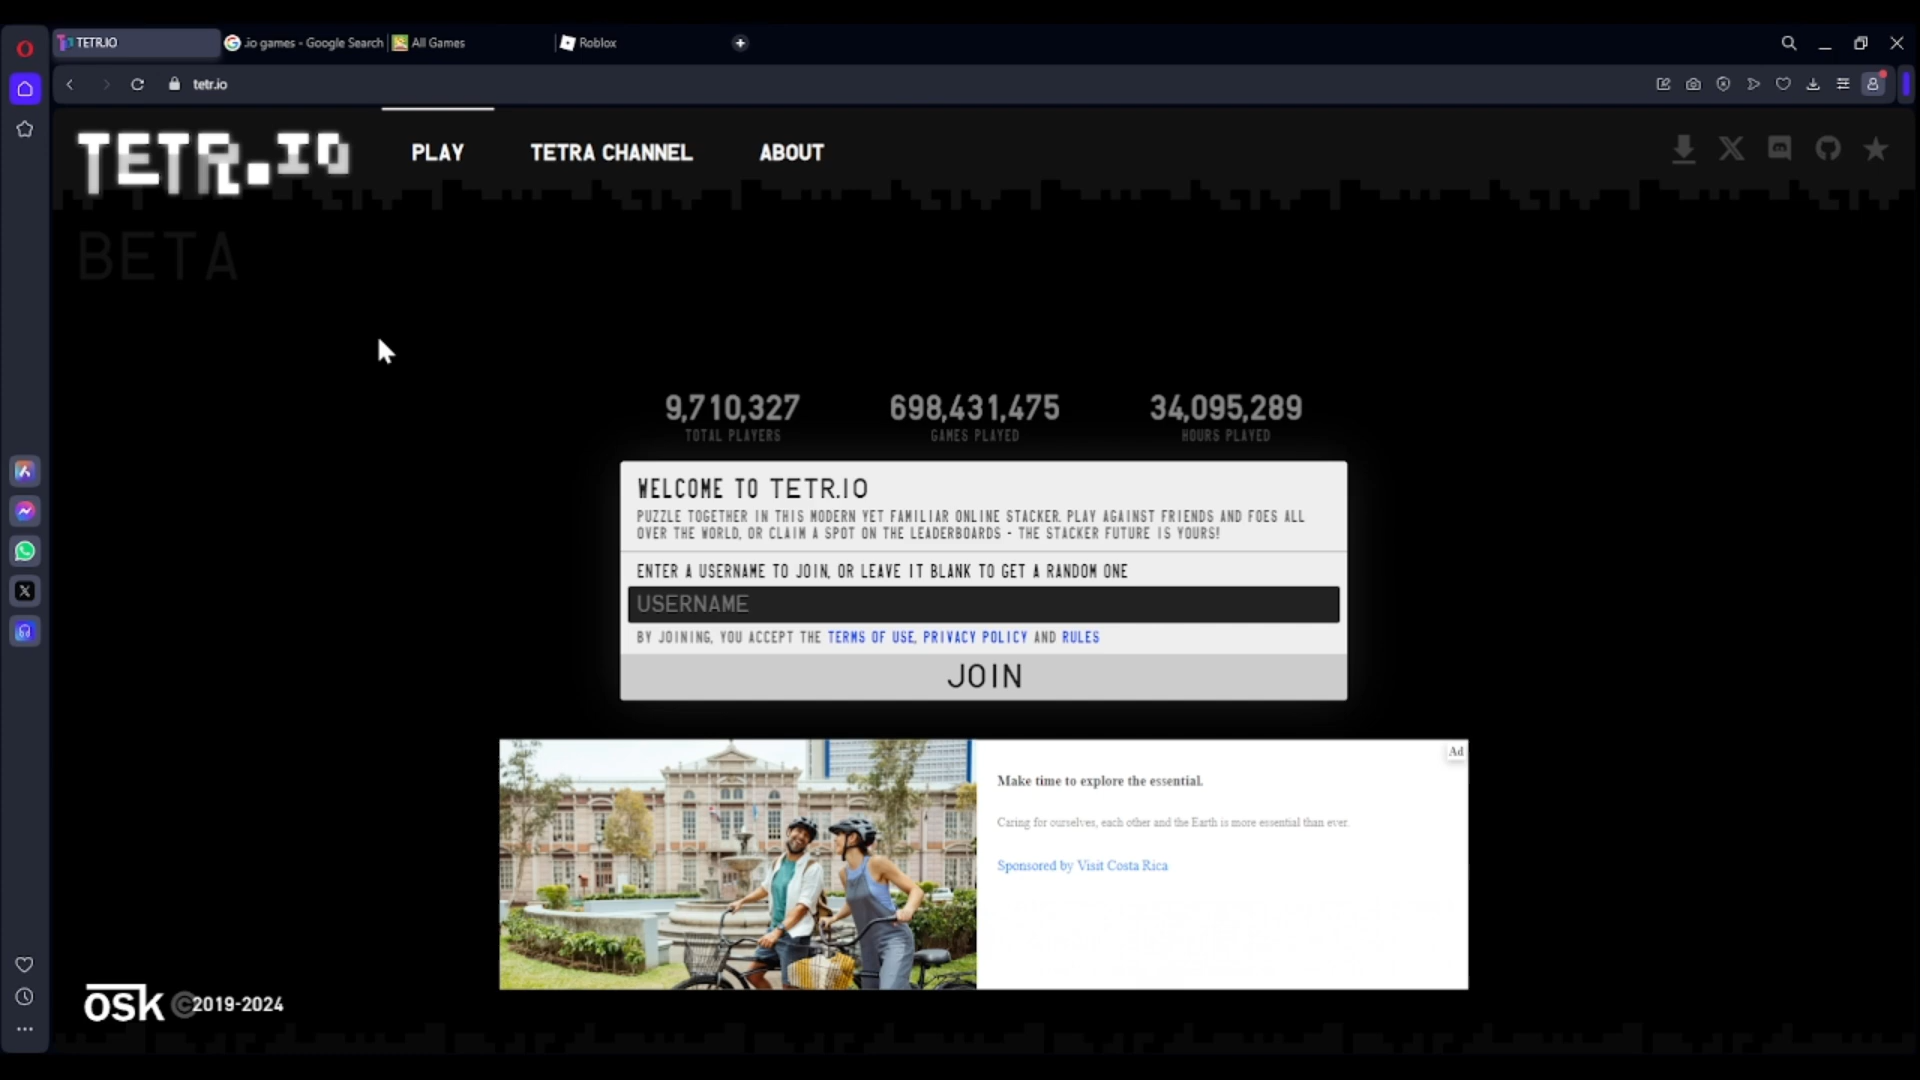 TETR.IO
.io games - Google Search
All Games
Roblox
tetr.io
TETR.IO
PLAY
TETRA CHANNEL
ABOUT
BETA
9,710,327
TOTAL PLAYERS
698,431,475
GAMES PLAYED
34,095,289
HOURS PLAYED
WELCOME TO TETR.IO
PUZZLE TOGETHER IN THIS MODERN YET FAMILIAR ONLINE STACKER. PLAY AGAINST FRIENDS AND FOES ALL
OVER THE WORLD, OR CLAIM A SPOT ON THE LEADERBOARDS - THE STACKER FUTURE IS YOURS!
ENTER A USERNAME TO JOIN, OR LEAVE IT BLANK TO GET A RANDOM ONE
USERNAME
BY JOINING, YOU ACCEPT THE TERMS OF USE, PRIVACY POLICY AND RULES
JOIN
Ad
Make time to explore the essential.
Caring for ourselves, each other and the Earth is more essential than ever.
Sponsored by Visit Costa Rica
osk ©2019-2024